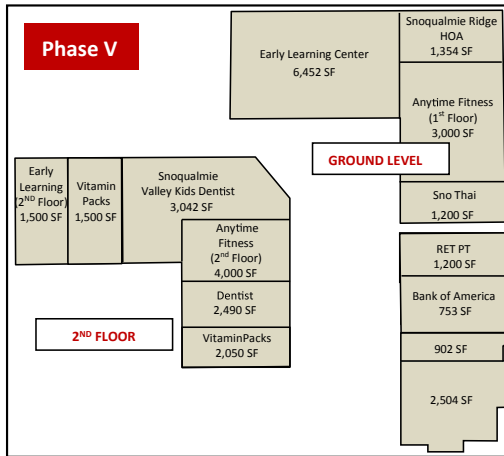 Phase V
Early Learning Center
6,452 SF
Snoqualmie Ridge
HOA
1,354 SF
Anytime Fitness
(1st Floor)
3,000 SF
GROUND LEVEL
Sno Thai
1,200 SF
Early
Learning
(2ND Floor)
1,500 SF
Vitamin
Packs
1,500 SF
Snoqualmie
Valley Kids Dentist
3,042 SF
Anytime
Fitness
(2nd Floor)
4,000 SF
Dentist
2,490 SF
VitaminPacks
2,050 SF
2ND FLOOR
RET PT
1,200 SF
Bank of America
753 SF
902 SF
2,504 SF